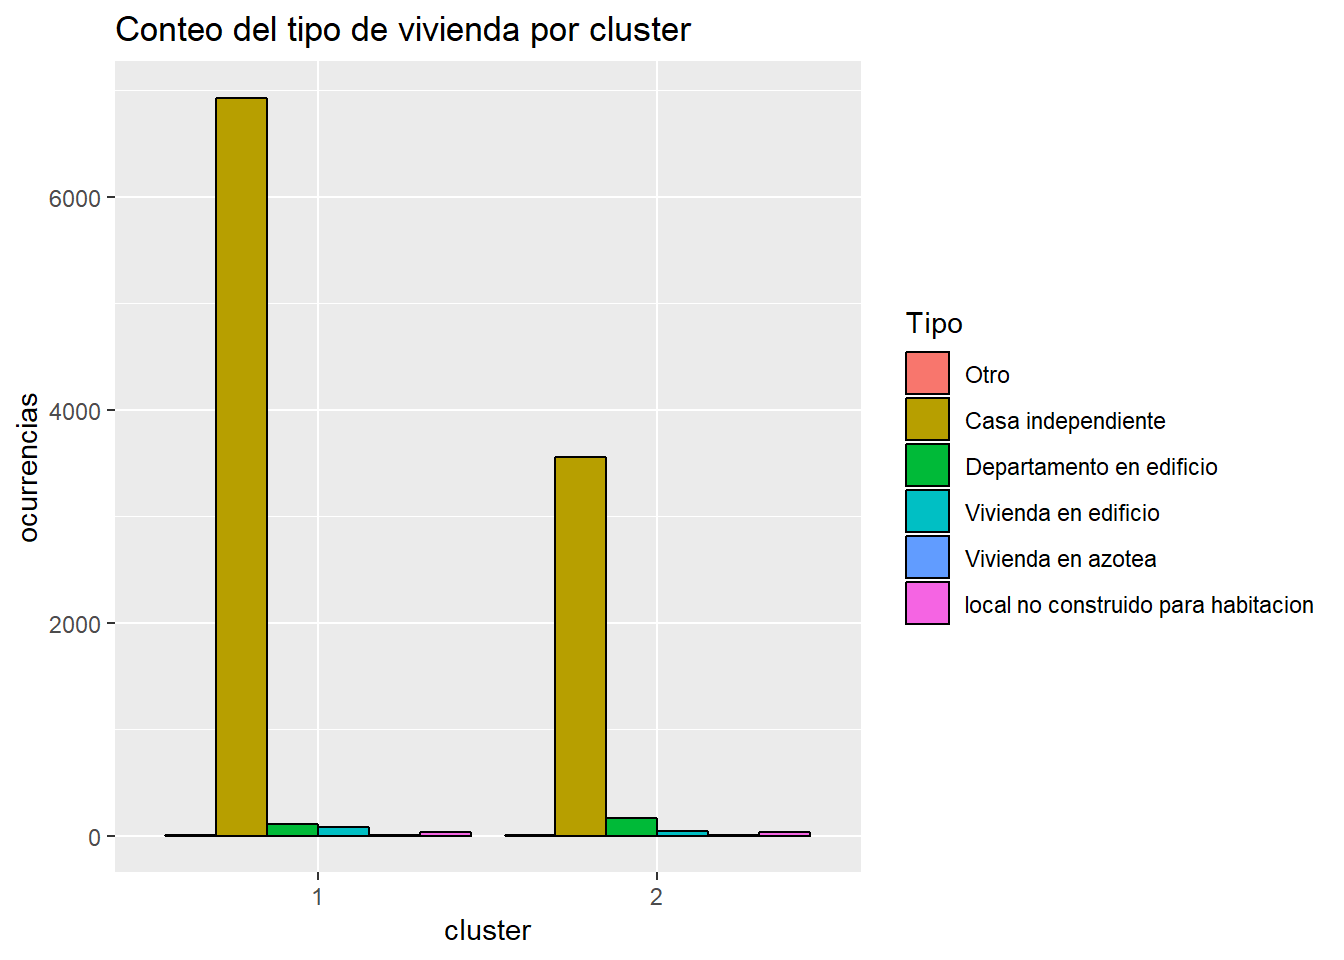 Conteo del tipo de vivienda por cluster
6000
4000
2000
0
ocurrencias
1
2
cluster
Tipo
Otro
Casa independiente
Departamento en edificio
Vivienda en edificio
Vivienda en azotea
local no construido para habitacion